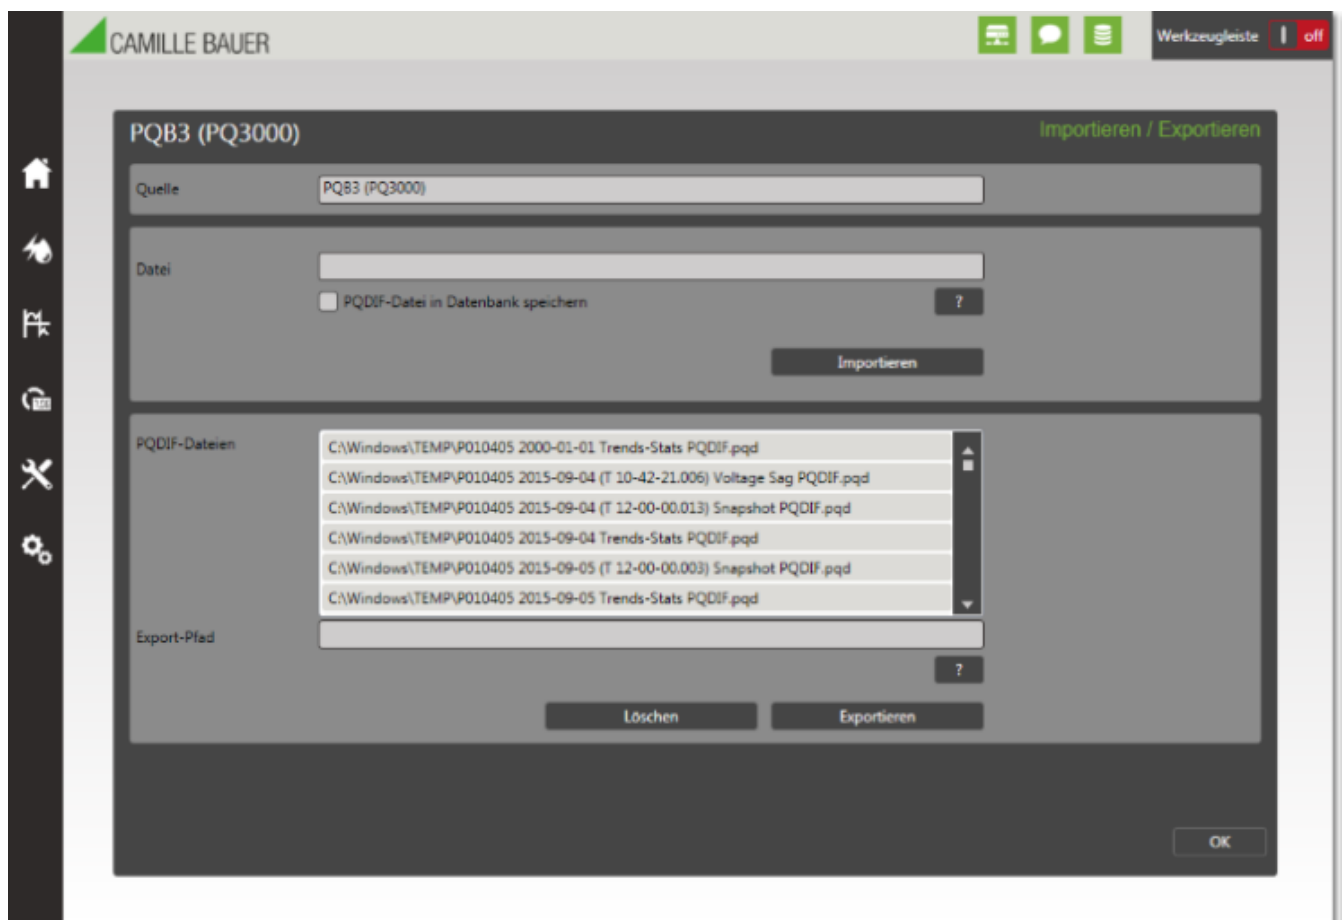 CAMILLE BAUER
Werkzeugleiste off
PQB3 (PQ3000)
Importieren / Exportieren
Quelle
PQB3 (PQ3000)
Datei
PQDIF-Datei in Datenbank speichern
?
Importieren
PQDIF-Dateien
C:\Windows\TEMP\P010405 2000-01-01 Trends-Stats PQDIF.pqd
C:\Windows\TEMP\P010405 2015-09-04 (T 10-42-21.006) Voltage Sag PQDIF.pqd
C:\Windows\TEMP\P010405 2015-09-04 (T 12-00-00.013) Snapshot PQDIF.pqd
C:\Windows\TEMP\P010405 2015-09-04 Trends-Stats PQDIF.pqd
C:\Windows\TEMP\P010405 2015-09-05 (T 12-00-00.003) Snapshot PQDIF.pqd
C:\Windows\TEMP\P010405 2015-09-05 Trends-Stats PQDIF.pqd
Export-Pfad
?
Löschen
Exportieren
OK